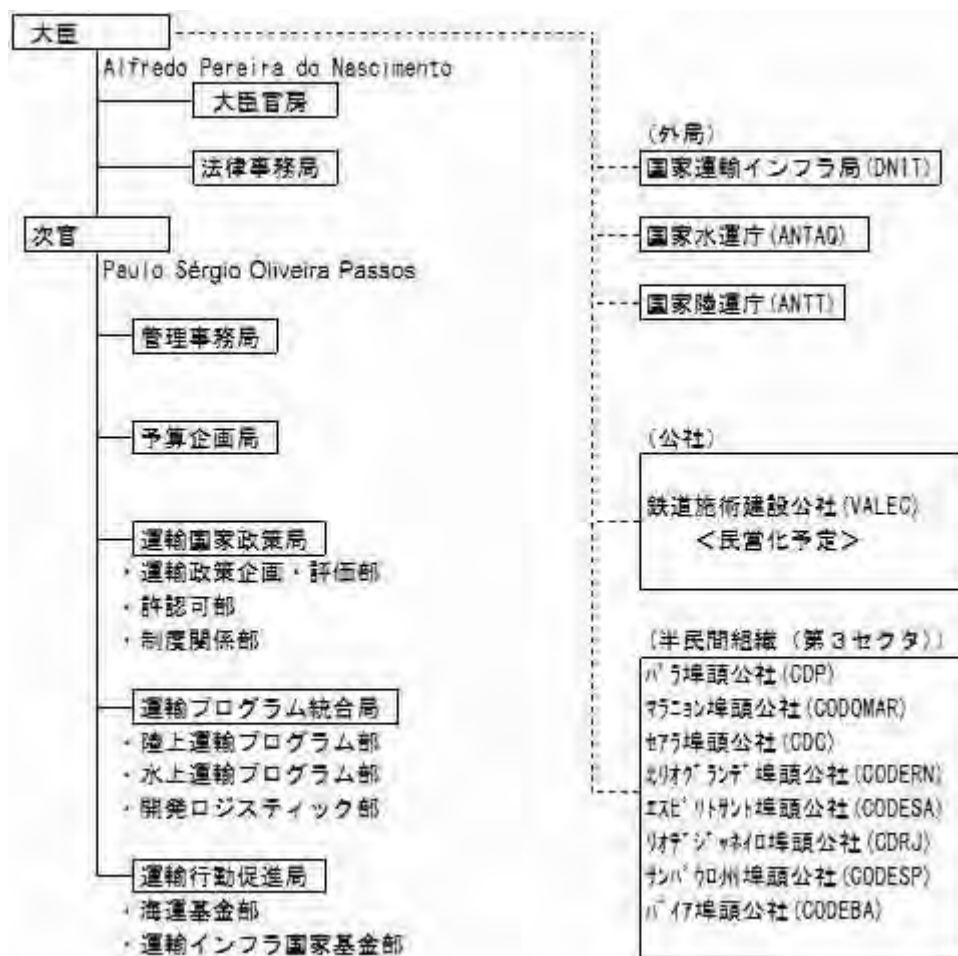 大臣
Alfredo Pereira do Nascimento
大臣官房
法律事務局
次官
Paulo Sérgio Oliveira Passos
管理事務局
予算企画局
運輸国家政策局
・運輸政策企画・評価部
・許認可部
・制度関係部
運輸プログラム統合局
・陸上運輸プログラム部
・水上運輸プログラム部
・開発ロジスティック部
運輸行動促進局
・海運基金部
・運輸インフラ国家基金部
(外局)
国家運輸インフラ局(DNIT)
国家水運庁(ANTAQ)
国家陸運庁(ANTT)
(公社)
鉄道施術建設公社(VALEC)
＜民営化予定＞
(半民間組織（第３セクタ）)
ﾊﾟﾗ埠頭公社(CDP)
ﾏﾗﾆｮﾝ埠頭公社(CODOMAR)
ｾｱﾗ埠頭公社(CDC)
北ﾘｵｸﾞﾗﾝﾃﾞ埠頭公社(CODERN)
ｴｽﾋﾟﾘﾄｻﾝﾄ埠頭公社(CODESA)
ﾘｵﾃﾞｼﾞｬﾈｲﾛ埠頭公社(CDRJ)
ｻﾝﾊﾟｳﾛ州埠頭公社(CODESP)
ﾊﾞｲｱ埠頭公社(CODEBA)